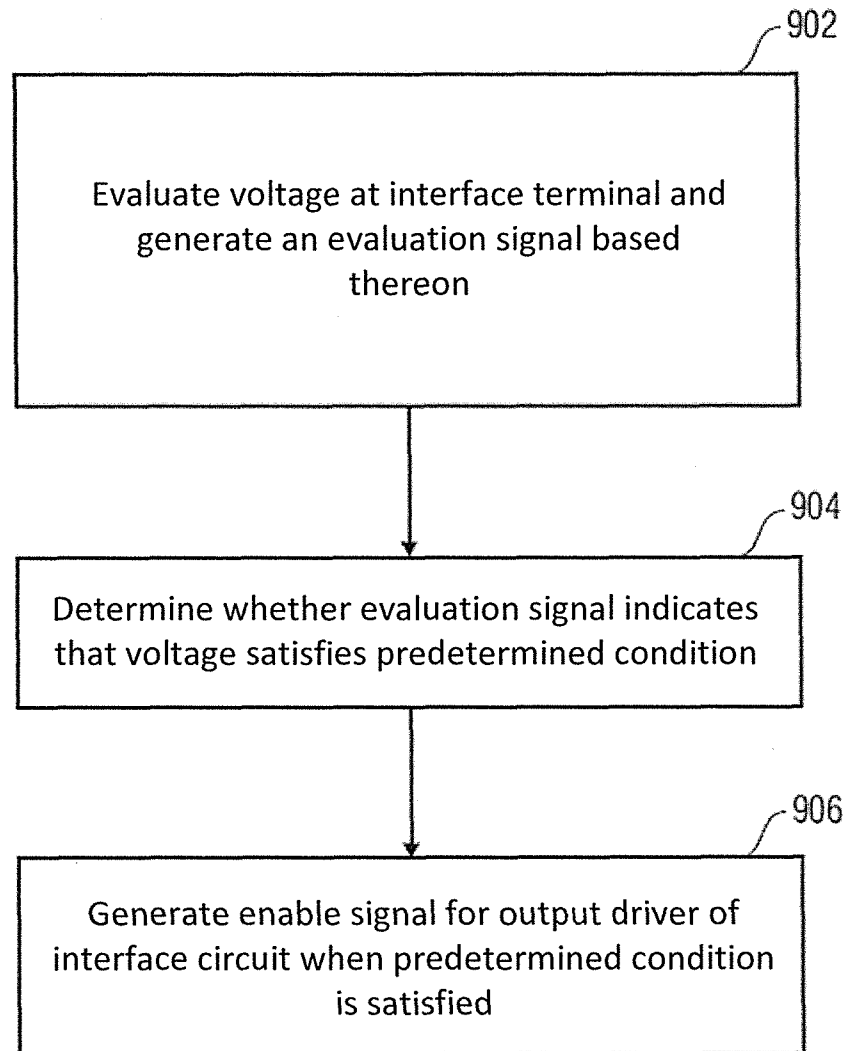 902
Evaluate voltage at interface terminal and
generate an evaluation signal based
thereon
904
Determine whether evaluation signal indicates
that voltage satisfies predetermined condition
906
Generate enable signal for output driver of
interface circuit when predetermined condition
is satisfied